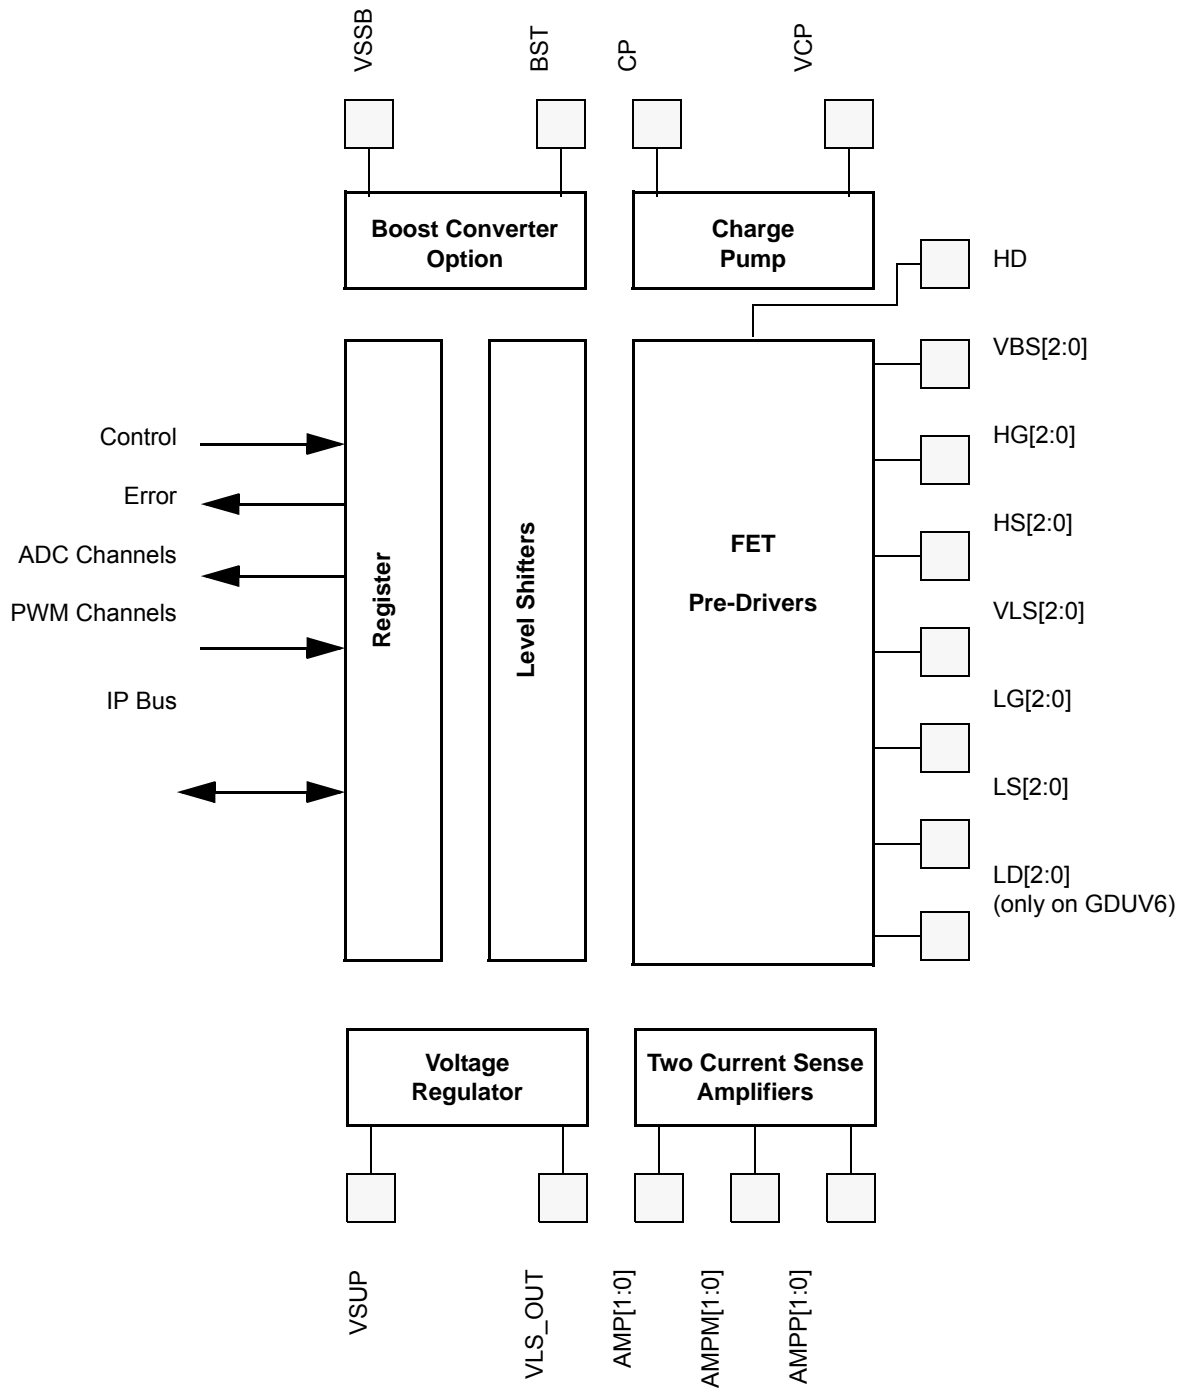 VSSB
BST
CP
VCP
Boost Converter
Option
Charge
Pump
HD
VBS[2:0]
Control
HG[2:0]
Error
HS[2:0]
ADC Channels
PWM Channels
IP Bus
Register
Level Shifters
FET
Pre-Drivers
VLS[2:0]
LG[2:0]
LS[2:0]
LD[2:0]
(only on GDUV6)
Voltage
Regulator
Two Current Sense
Amplifiers
VSUP
VLS_OUT
AMP[1:0]
AMPM[1:0]
AMPP[1:0]